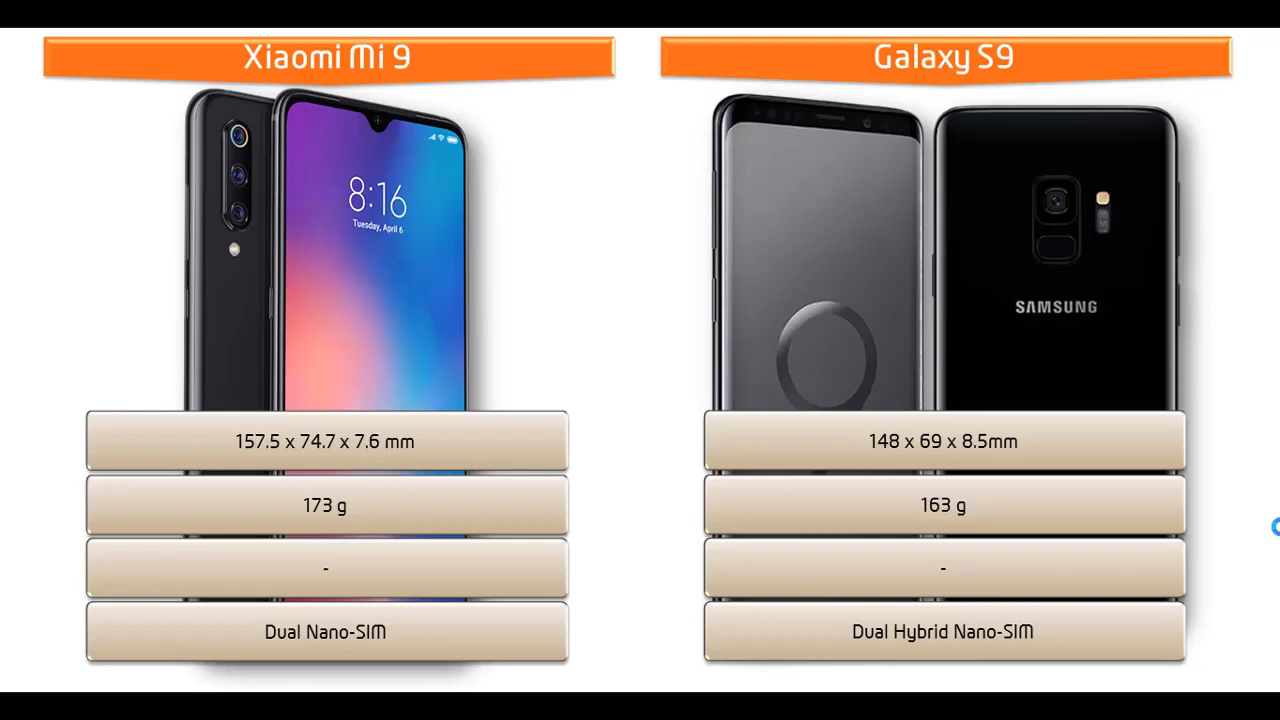 Xiaomi Mi 9
Galaxy S9
8:16
Tuesday, April 6
SAMSUNG
157.5 x 74.7 x 7.6 mm
148 x 69 x 8.5mm
173 g
163 g
-
-
Dual Nano-SIM
Dual Hybrid Nano-SIM